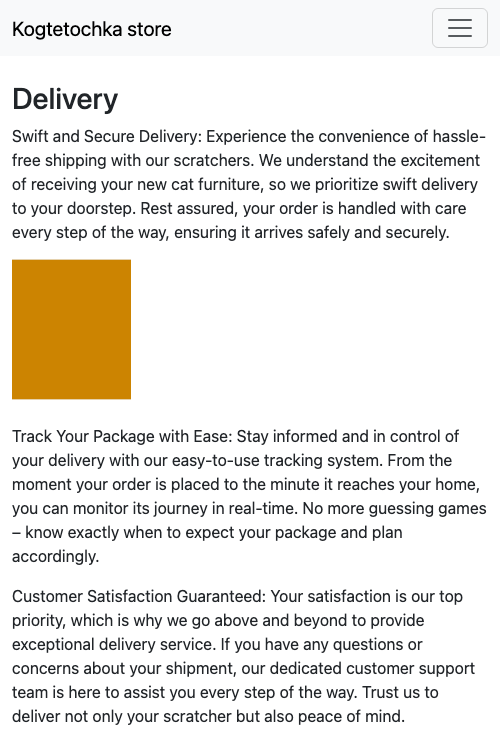 Kogtetochka store
Delivery
Swift and Secure Delivery: Experience the convenience of hassle-
free shipping with our scratchers. We understand the excitement
of receiving your new cat furniture, so we prioritize swift delivery
to your doorstep. Rest assured, your order is handled with care
every step of the way, ensuring it arrives safely and securely.
Track Your Package with Ease: Stay informed and in control of
your delivery with our easy-to-use tracking system. From the
moment your order is placed to the minute it reaches your home,
you can monitor its journey in real-time. No more guessing games
– know exactly when to expect your package and plan
accordingly.
Customer Satisfaction Guaranteed: Your satisfaction is our top
priority, which is why we go above and beyond to provide
exceptional delivery service. If you have any questions or
concerns about your shipment, our dedicated customer support
team is here to assist you every step of the way. Trust us to
deliver not only your scratcher but also peace of mind.